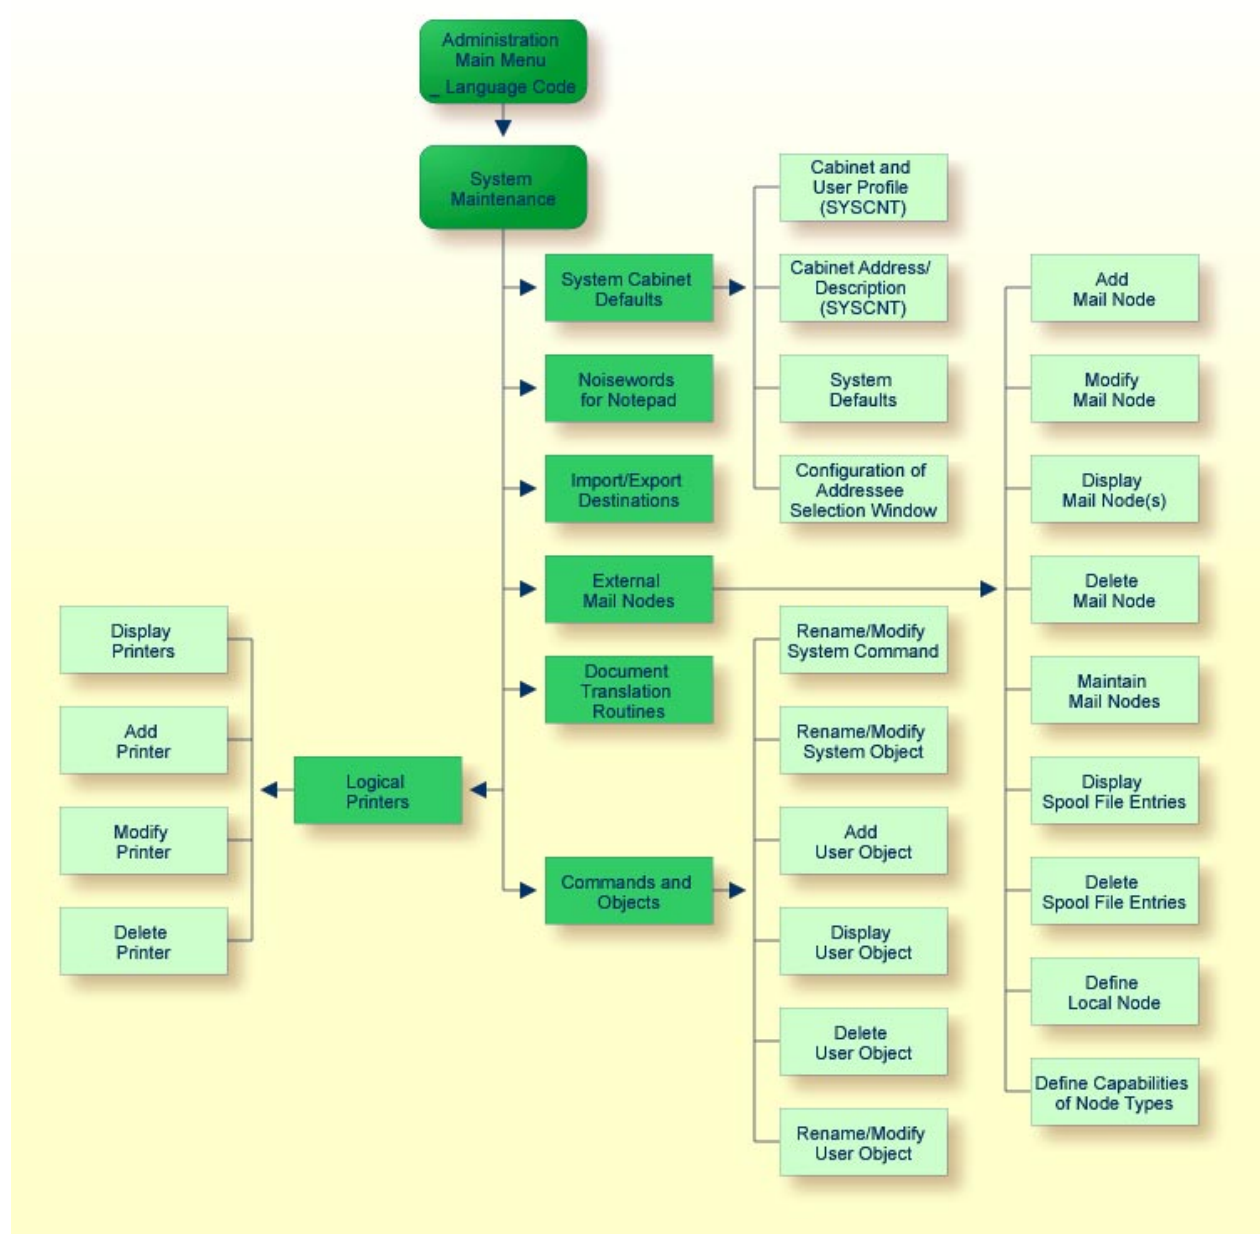 Administration
Main Menu
_ Language Code
System
Maintenance
System Cabinet
Defaults
Noisewords
for Notepad
Import/Export
Destinations
External
Mail Nodes
Document
Translation
Routines
Logical
Printers
Commands and
Objects
Display
Printers
Add
Printer
Modify
Printer
Delete
Printer
Cabinet and
User Profile
(SYSCNT)
Cabinet Address/
Description
(SYSCNT)
System
Defaults
Configuration of
Addressee
Selection Window
Rename/Modify
System Command
Rename/Modify
System Object
Add
User Object
Display
User Object
Delete
User Object
Rename/Modify
User Object
Add
Mail Node
Modify
Mail Node
Display
Mail Node(s)
Delete
Mail Node
Maintain
Mail Nodes
Display
Spool File Entries
Delete
Spool File Entries
Define
Local Node
Define Capabilities
of Node Types